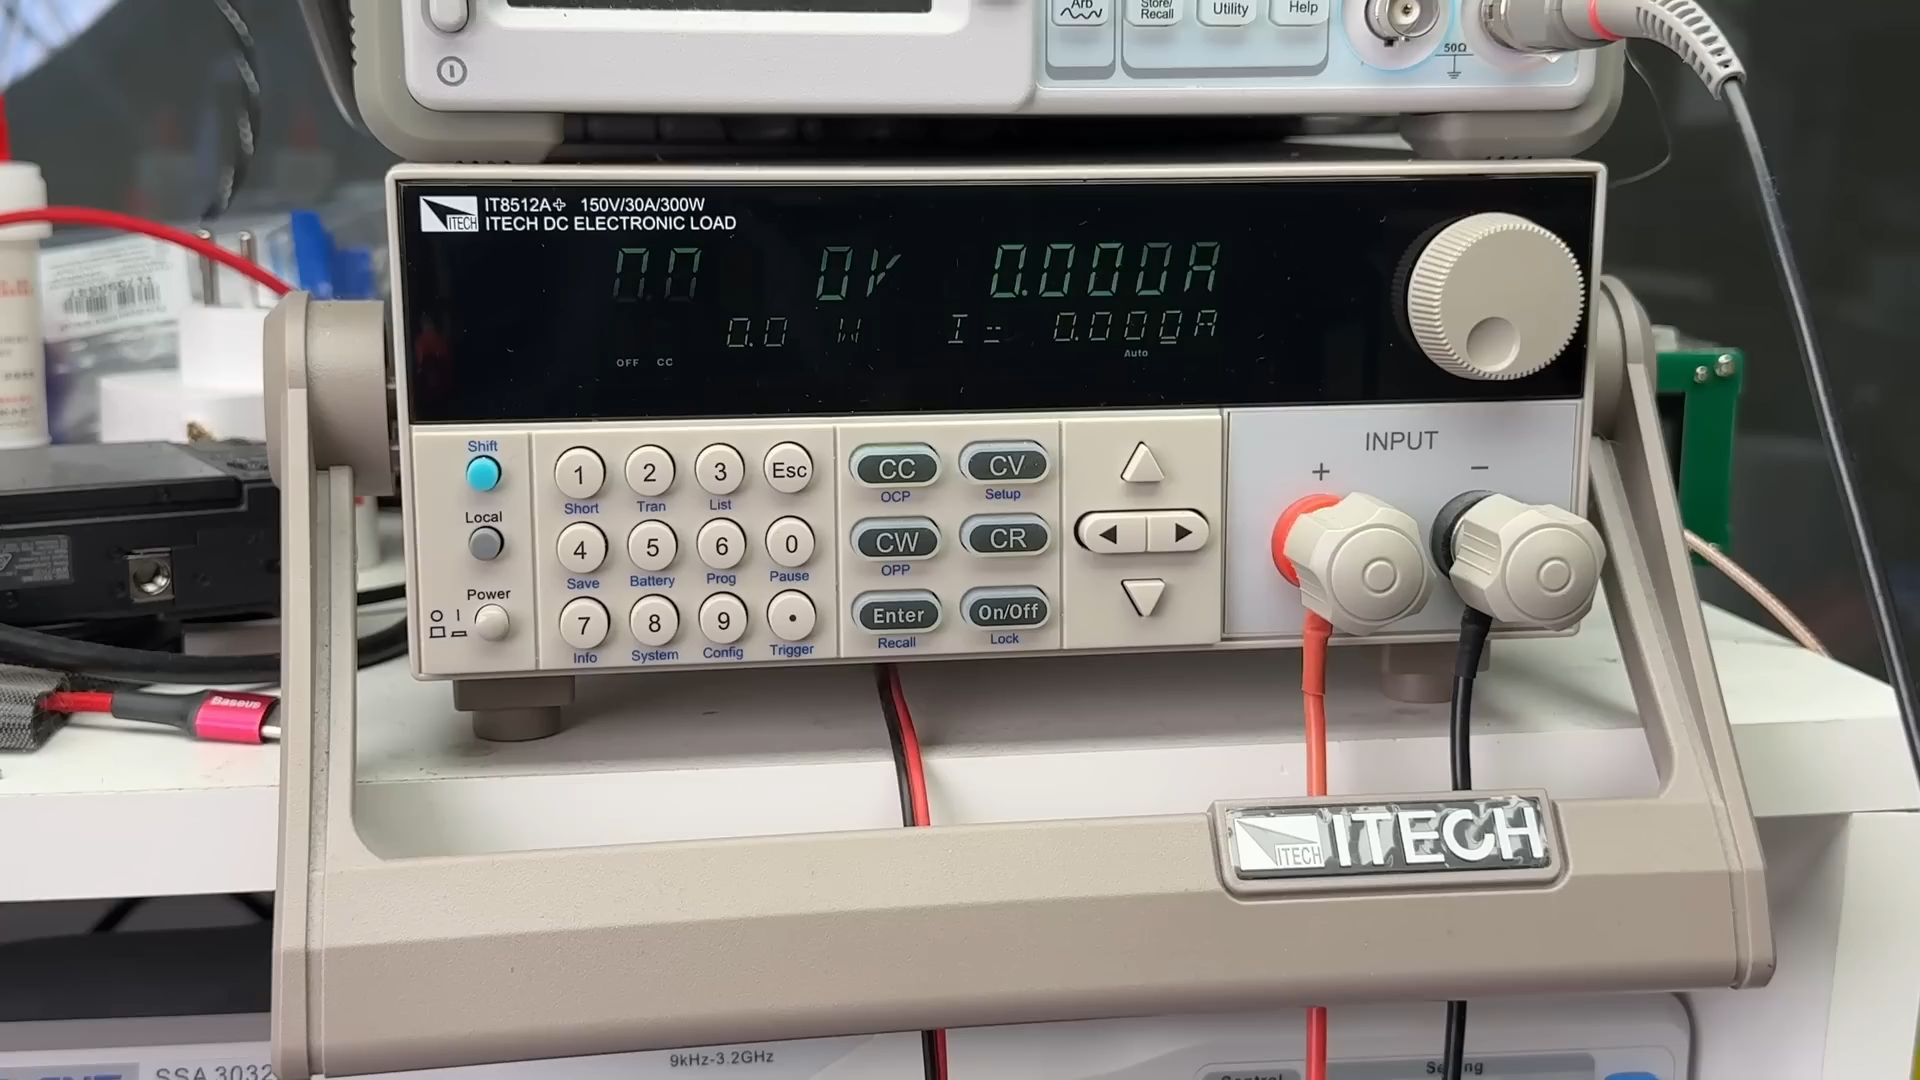 Arb
Store/
Recall
Utility
Help
50Ω
ITECH
IT8512A+ 150V/30A/300W
ITECH DC ELECTRONIC LOAD
0.0 0V 0.000A
0.0 W I= 0.000A
OFF CC Auto
Shift
Local
Power
O I
1 2 3 Esc
Short Tran List
4 5 6 0
Save Battery Prog Pause
7 8 9 .
Info System Config Trigger
CC CV
OCP Setup
CW CR
OPP
Enter On/Off
Recall Lock
INPUT
+ −
Baseus
ITECH ITECH
9kHz-3.2GHz
SSA 3032
Control